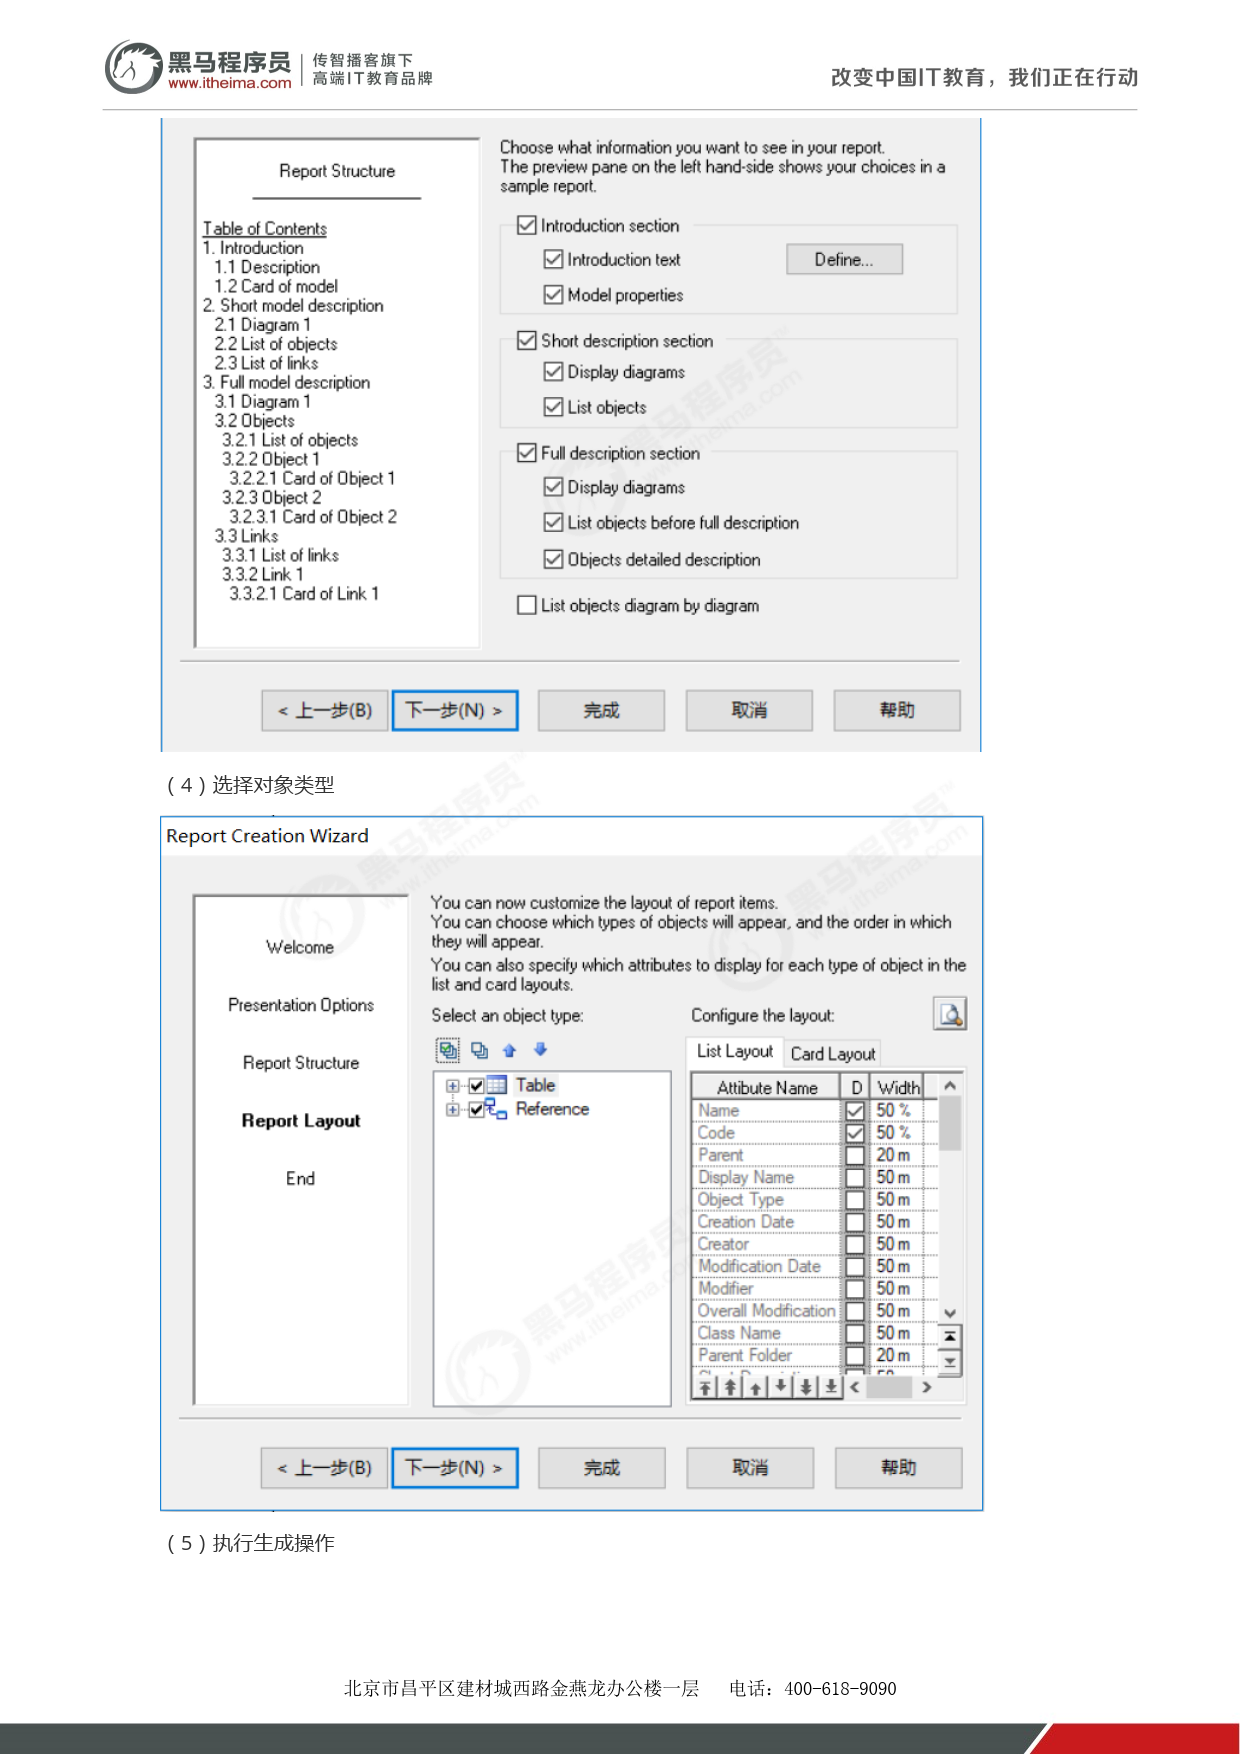 黑马程序员
www.itheima.com
传智播客旗下
高端IT教育品牌
改变中国IT教育，我们正在行动
Report Structure
Table of Contents
1. Introduction
1.1 Description
1.2 Card of model
2. Short model description
2.1 Diagram 1
2.2 List of objects
2.3 List of links
3. Full model description
3.1 Diagram 1
3.2 Objects
3.2.1 List of objects
3.2.2 Object 1
3.2.2.1 Card of Object 1
3.2.3 Object 2
3.2.3.1 Card of Object 2
3.3 Links
3.3.1 List of links
3.3.2 Link 1
3.3.2.1 Card of Link 1
Choose what information you want to see in your report.
The preview pane on the left hand-side shows your choices in a
sample report.
Introduction section
Introduction text
Define...
Model properties
Short description section
Display diagrams
List objects
Full description section
Display diagrams
List objects before full description
Objects detailed description
List objects diagram by diagram
< 上一步(B)
下一步(N) >
完成
取消
帮助
（4）选择对象类型
Report Creation Wizard
Welcome
Presentation Options
Report Structure
Report Layout
End
You can now customize the layout of report items.
You can choose which types of objects will appear, and the order in which
they will appear.
You can also specify which attributes to display for each type of object in the
list and card layouts.
Select an object type:
Table
Reference
Configure the layout:
List Layout
Card Layout
Attibute Name D Width
Name 50 %
Code 50 %
Parent 20 m
Display Name 50 m
Object Type 50 m
Creation Date 50 m
Creator 50 m
Modification Date 50 m
Modifier 50 m
Overall Modification 50 m
Class Name 50 m
Parent Folder 20 m
< 上一步(B)
下一步(N) >
完成
取消
帮助
（5）执行生成操作
北京市昌平区建材城西路金燕龙办公楼一层 电话：400-618-9090